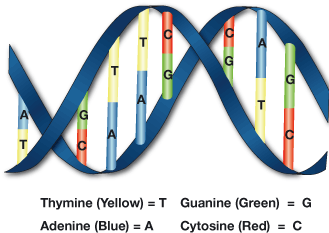 A T
G C
T A
T A
C G
C G
A T
G C
Thymine (Yellow) = T Guanine (Green) = G
Adenine (Blue) = A Cytosine (Red) = C